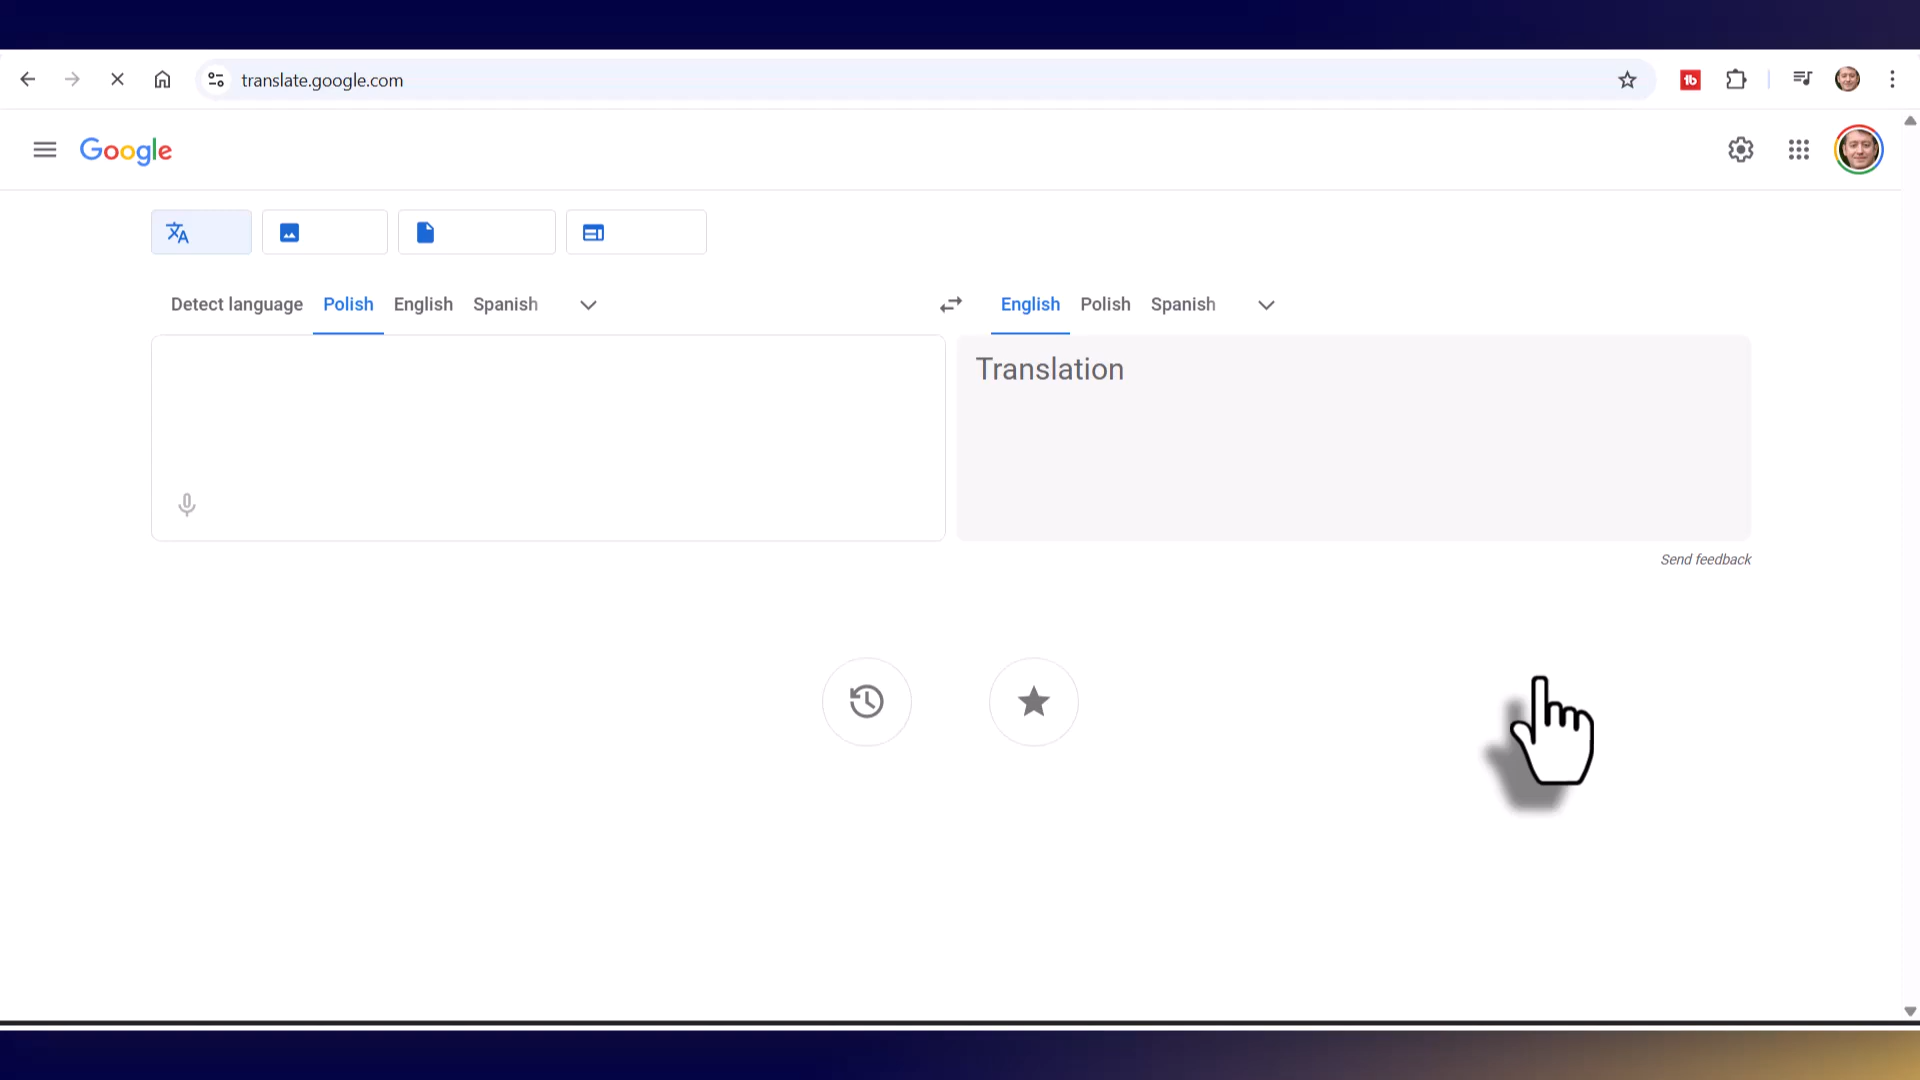 translate.google.com
Google
Detect language Polish English Spanish
English Polish Spanish
Translation
Send feedback